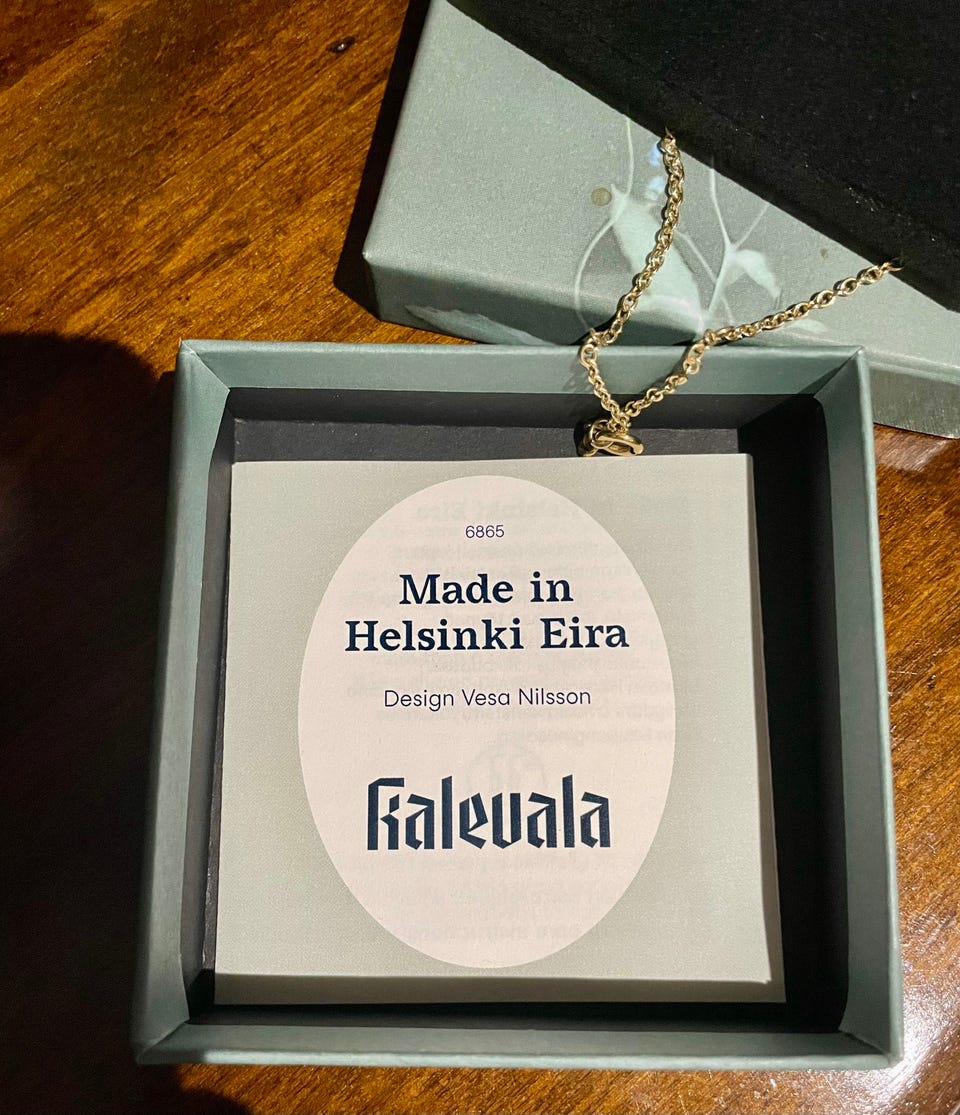 6865
Made in
Helsinki Eira
Design Vesa Nilsson
Kalevala